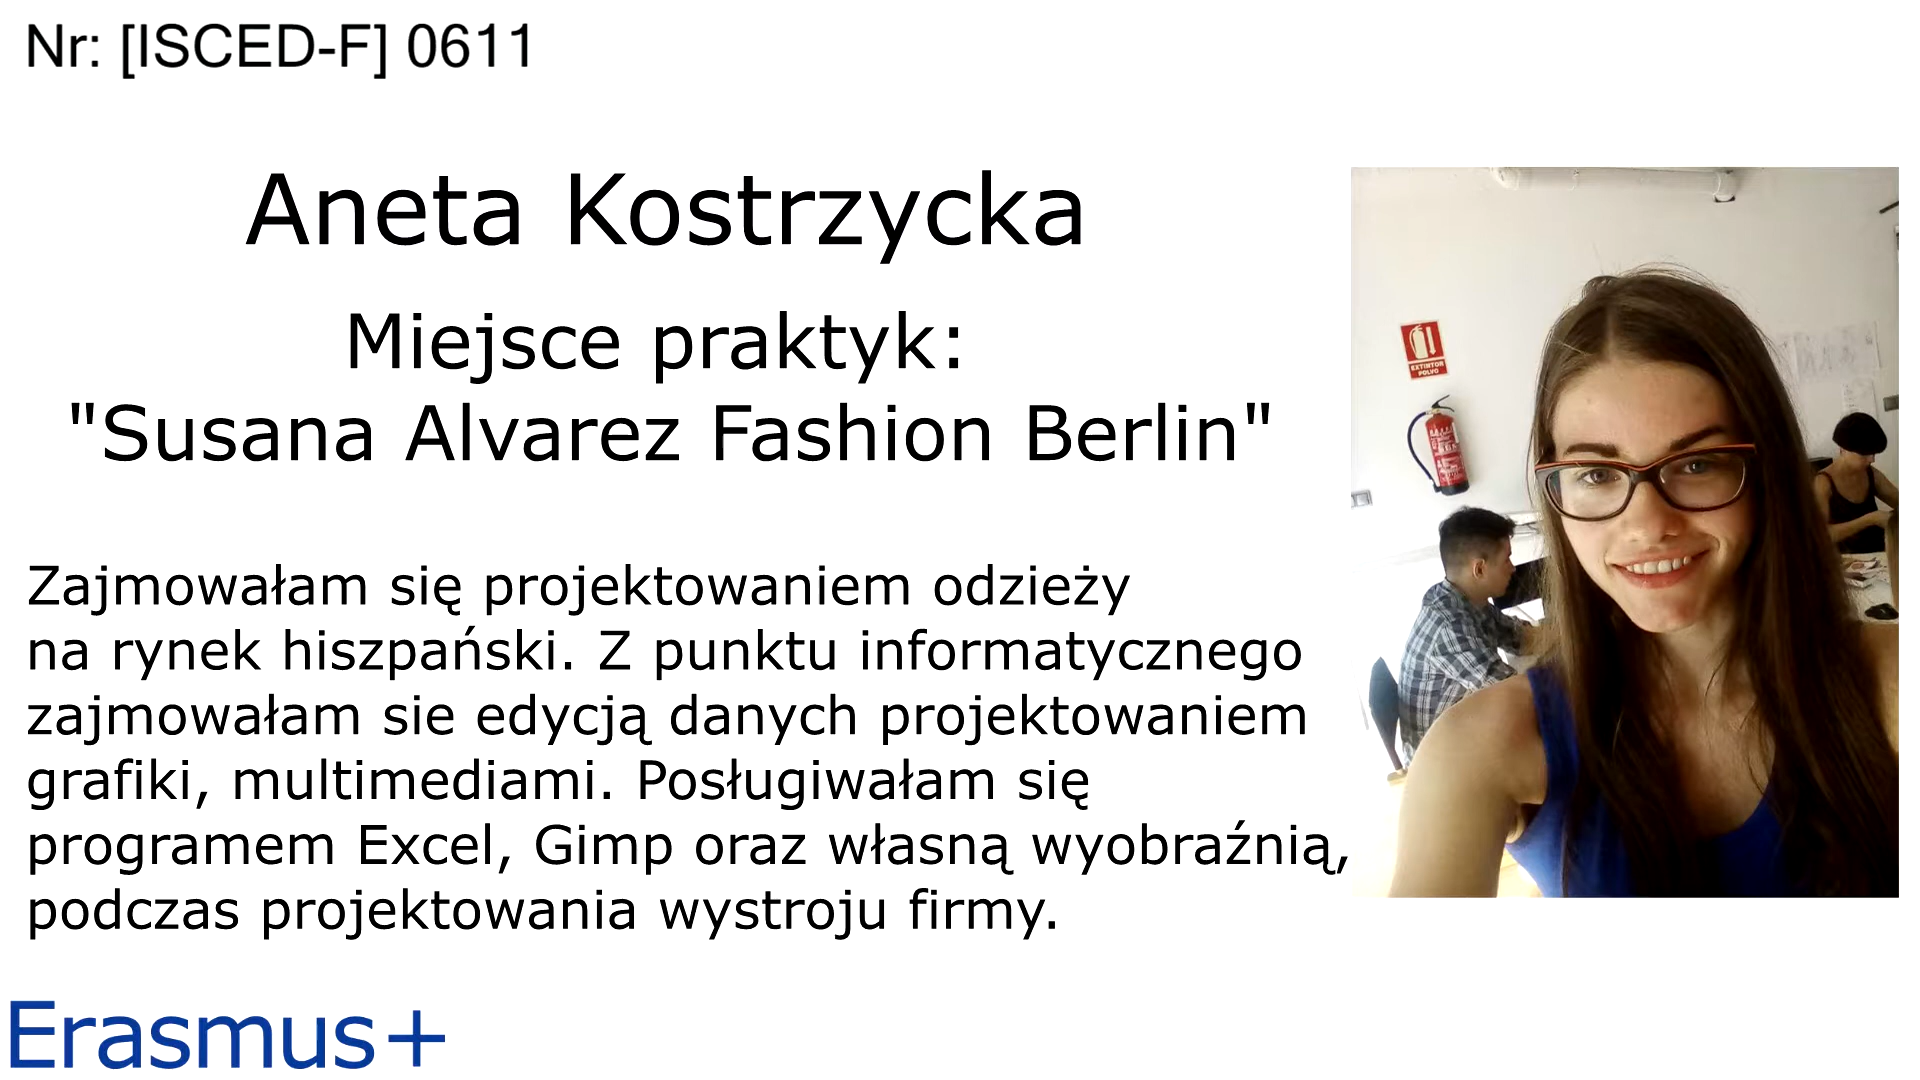 Nr: [ISCED-F] 0611
Aneta Kostrzycka
Miejsce praktyk:
"Susana Alvarez Fashion Berlin"
Zajmowałam się projektowaniem odzieży
na rynek hiszpański. Z punktu informatycznego
zajmowałam sie edycją danych projektowaniem
grafiki, multimediami. Posługiwałam się
programem Excel, Gimp oraz własną wyobraźnią,
podczas projektowania wystroju firmy.
EXTINTOR
POLVO
Erasmus+